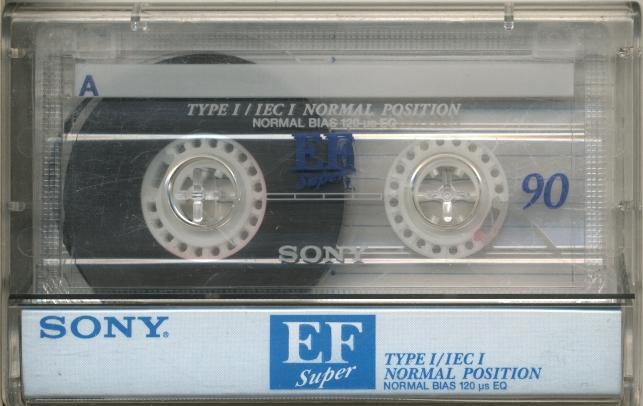 A
TYPE I / IEC I NORMAL POSITION
NORMAL BIAS 120 µs EQ
EF
Super
90
SONY
SONY®
EF
Super
TYPE I/IEC I
NORMAL POSITION
NORMAL BIAS 120 µs EQ